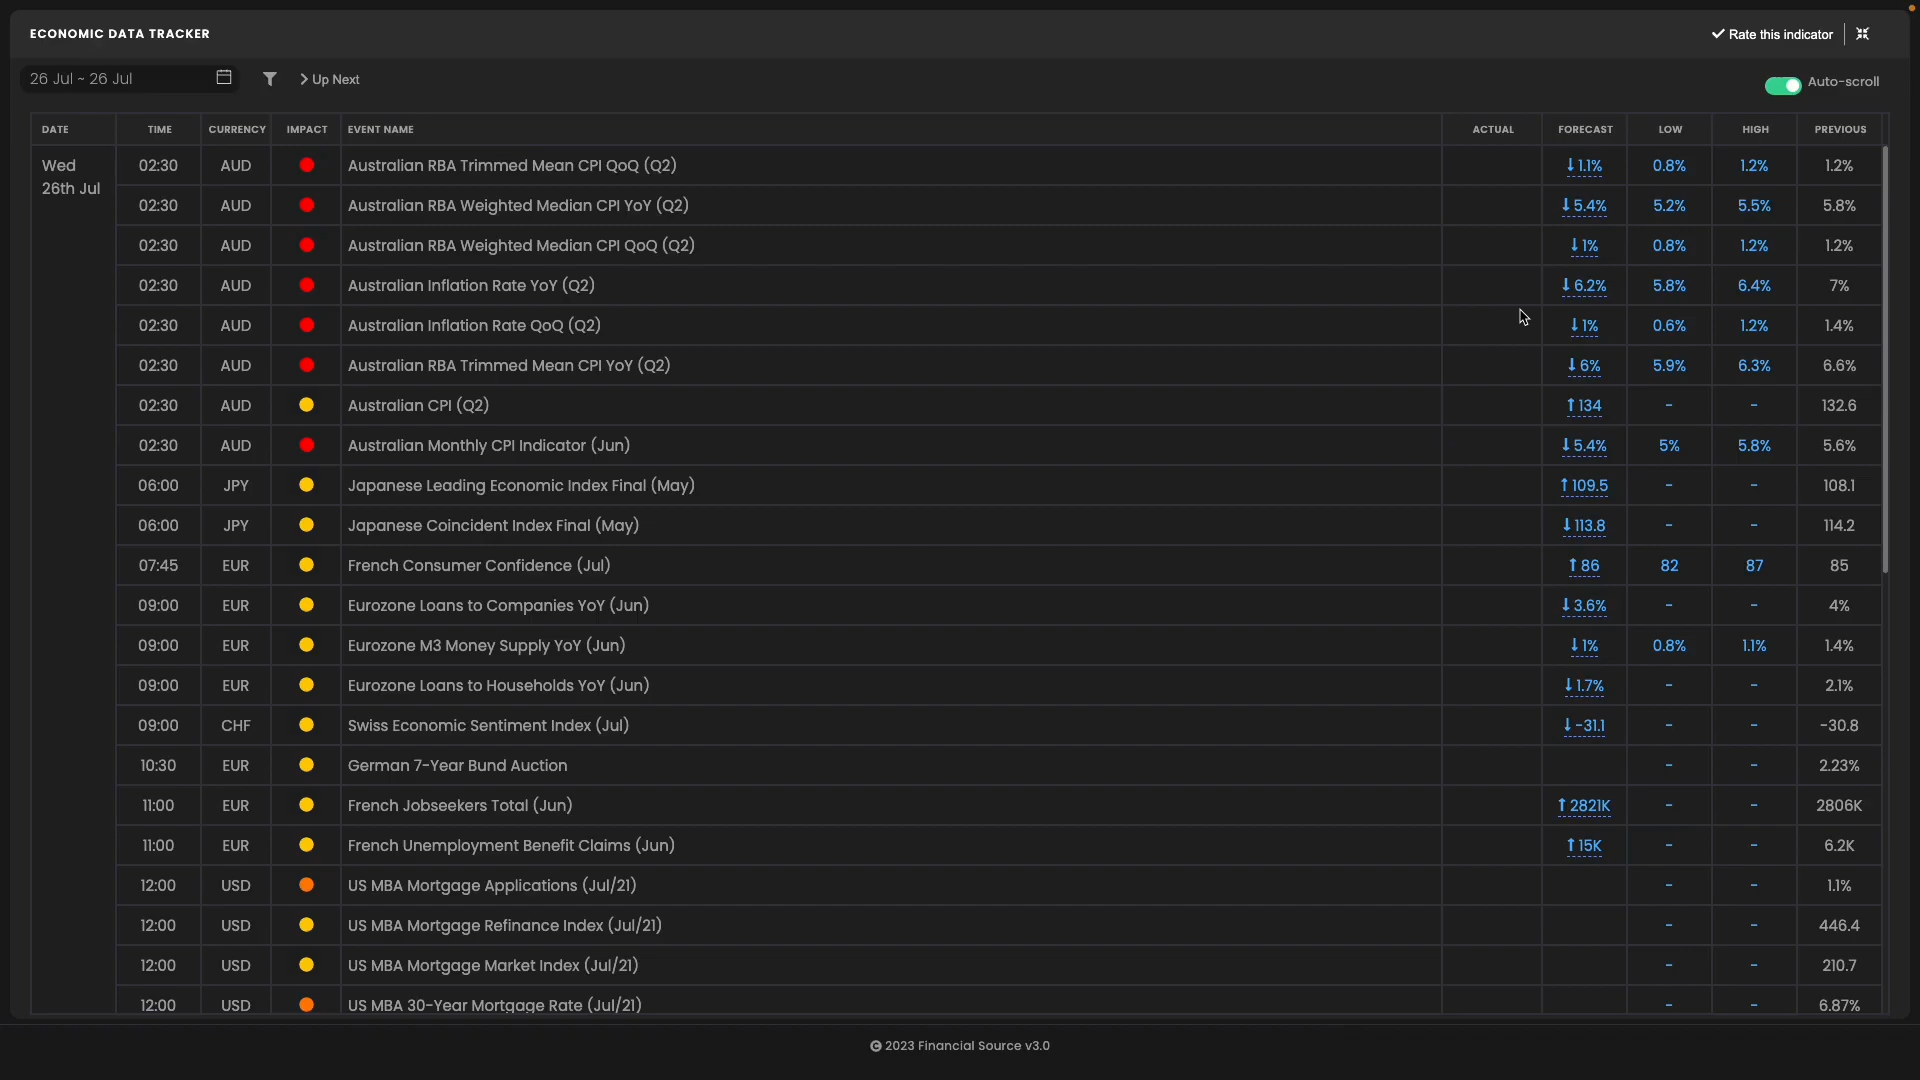 ECONOMIC DATA TRACKER
Rate this indicator
26 Jul ~ 26 Jul
Up Next
Auto-scroll
DATE TIME CURRENCY IMPACT EVENT NAME ACTUAL FORECAST LOW HIGH PREVIOUS
Wed 26th Jul
02:30 AUD Australian RBA Trimmed Mean CPI QoQ (Q2) ↓1.1% 0.8% 1.2% 1.2%
02:30 AUD Australian RBA Weighted Median CPI YoY (Q2) ↓5.4% 5.2% 5.5% 5.8%
02:30 AUD Australian RBA Weighted Median CPI QoQ (Q2) ↓1% 0.8% 1.2% 1.2%
02:30 AUD Australian Inflation Rate YoY (Q2) ↓6.2% 5.8% 6.4% 7%
02:30 AUD Australian Inflation Rate QoQ (Q2) ↓1% 0.6% 1.2% 1.4%
02:30 AUD Australian RBA Trimmed Mean CPI YoY (Q2) ↓6% 5.9% 6.3% 6.6%
02:30 AUD Australian CPI (Q2) ↑134 - - 132.6
02:30 AUD Australian Monthly CPI Indicator (Jun) ↓5.4% 5% 5.8% 5.6%
06:00 JPY Japanese Leading Economic Index Final (May) ↑109.5 - - 108.1
06:00 JPY Japanese Coincident Index Final (May) ↓113.8 - - 114.2
07:45 EUR French Consumer Confidence (Jul) ↑86 82 87 85
09:00 EUR Eurozone Loans to Companies YoY (Jun) ↓3.6% - - 4%
09:00 EUR Eurozone M3 Money Supply YoY (Jun) ↓1% 0.8% 1.1% 1.4%
09:00 EUR Eurozone Loans to Households YoY (Jun) ↓1.7% - - 2.1%
09:00 CHF Swiss Economic Sentiment Index (Jul) ↓-31.1 - - -30.8
10:30 EUR German 7-Year Bund Auction - - 2.23%
11:00 EUR French Jobseekers Total (Jun) ↑2821K - - 2806K
11:00 EUR French Unemployment Benefit Claims (Jun) ↑15K - - 6.2K
12:00 USD US MBA Mortgage Applications (Jul/21) - - 1.1%
12:00 USD US MBA Mortgage Refinance Index (Jul/21) - - 446.4
12:00 USD US MBA Mortgage Market Index (Jul/21) - - 210.7
12:00 USD US MBA 30-Year Mortgage Rate (Jul/21) - - 6.87%
© 2023 Financial Source v3.0